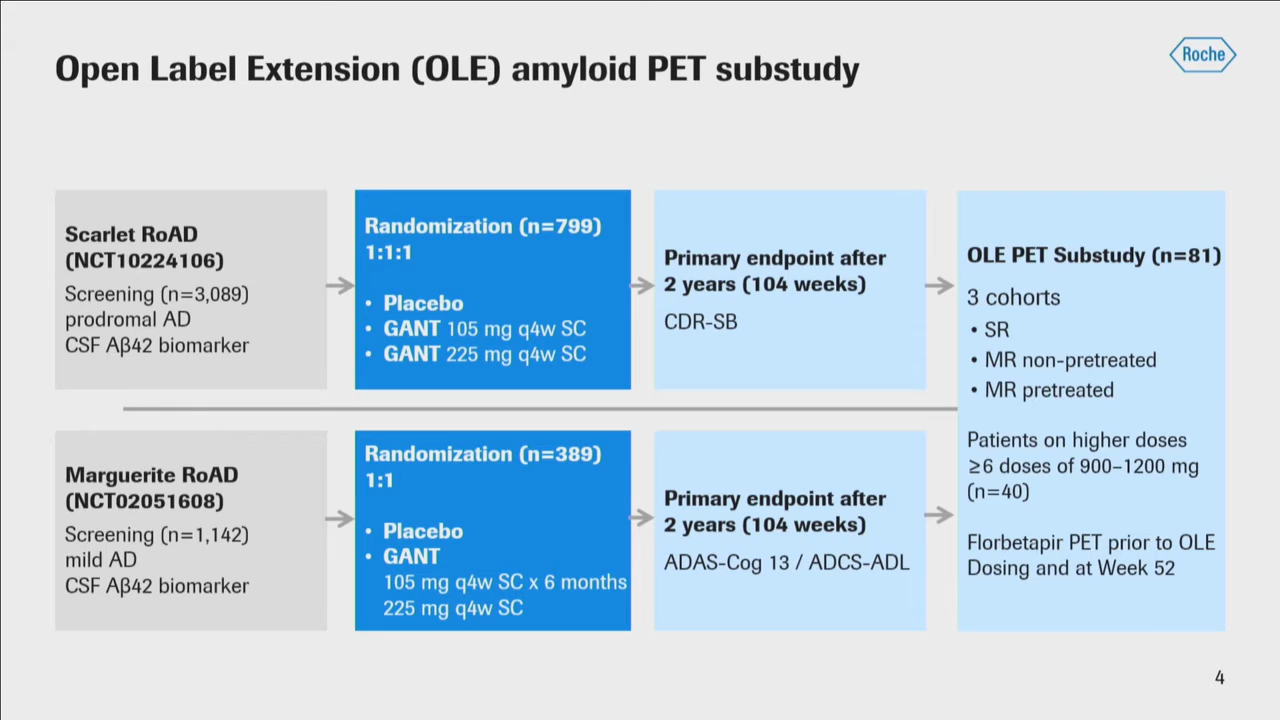 Open Label Extension (OLE) amyloid PET substudy
Roche
Scarlet RoAD
(NCT10224106)
Screening (n=3,089)
prodromal AD
CSF Aβ42 biomarker
Randomization (n=799)
1:1:1
• Placebo
• GANT 105 mg q4w SC
• GANT 225 mg q4w SC
Primary endpoint after
2 years (104 weeks)
CDR-SB
Marguerite RoAD
(NCT02051608)
Screening (n=1,142)
mild AD
CSF Aβ42 biomarker
Randomization (n=389)
1:1
• Placebo
• GANT
105 mg q4w SC x 6 months
225 mg q4w SC
Primary endpoint after
2 years (104 weeks)
ADAS-Cog 13 / ADCS-ADL
OLE PET Substudy (n=81)
3 cohorts
• SR
• MR non-pretreated
• MR pretreated
Patients on higher doses
≥6 doses of 900–1200 mg
(n=40)
Florbetapir PET prior to OLE
Dosing and at Week 52
4